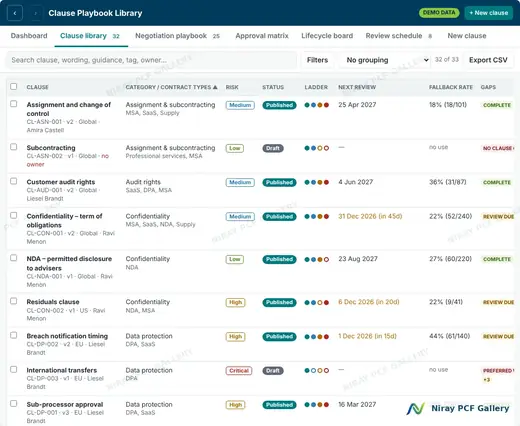 Clause Playbook Library
DEMO DATA
+ New clause
Dashboard
Clause library 32
Negotiation playbook 25
Approval matrix
Lifecycle board
Review schedule 8
New clause
Search clause, wording, guidance, tag, owner...
Filters
No grouping
32 of 33
Export CSV
CLAUSE CATEGORY / CONTRACT TYPES ▲ RISK STATUS LADDER NEXT REVIEW FALLBACK RATE GAPS
Assignment and change of control
CL-ASN-001 · v2 · Global · Amira Castell
Assignment & subcontracting
MSA, SaaS, Supply
Medium Published 25 Apr 2027 18% (18/101) COMPLETE
Subcontracting
CL-ASN-002 · v1 · Global · no owner
Assignment & subcontracting
Professional services, MSA
Low Draft — no use NO CLAUSE
Customer audit rights
CL-AUD-001 · v2 · Global · Liesel Brandt
Audit rights
SaaS, DPA, MSA
Medium Published 4 Jun 2027 36% (31/87) COMPLETE
Confidentiality – term of obligations
CL-CON-001 · v2 · Global · Ravi Menon
Confidentiality
MSA, SaaS, NDA, Supply
Medium Published 31 Dec 2026 (in 45d) 22% (52/240) REVIEW DUE
NDA – permitted disclosure to advisers
CL-NDA-001 · v1 · Global · Ravi Menon
Confidentiality
NDA
Low Published 23 Aug 2027 27% (60/220) COMPLETE
Residuals clause
CL-CON-002 · v1 · US · Ravi Menon
Confidentiality
NDA, MSA
High Published 6 Dec 2026 (in 20d) 22% (9/41) REVIEW DUE
Breach notification timing
CL-DP-002 · v2 · EU · Liesel Brandt
Data protection
DPA, SaaS
High Published 1 Dec 2026 (in 15d) 44% (61/140) REVIEW DUE
International transfers
CL-DP-003 · v1 · EU · Liesel Brandt
Data protection
DPA
Critical Draft — no use PREFERRED
+3
Sub-processor approval
CL-DP-001 · v3 · EU · Liesel Brandt
Data protection
DPA, SaaS
High Published 16 Mar 2027
Niray PCF Gallery